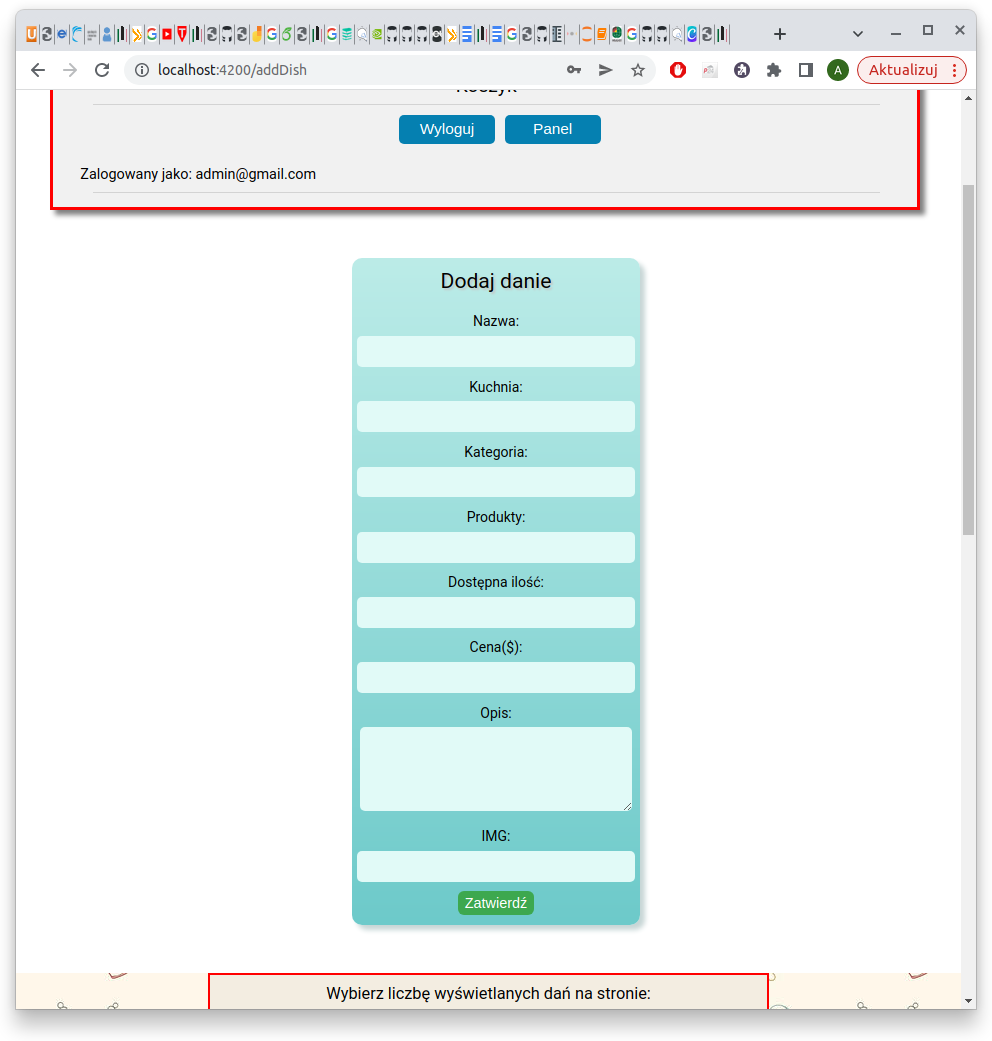 localhost:4200/addDish
A
Aktualizuj
Koszyk
Wyloguj Panel
Zalogowany jako: admin@gmail.com
Dodaj danie
Nazwa:
Kuchnia:
Kategoria:
Produkty:
Dostępna ilość:
Cena($):
Opis:
IMG:
Zatwierdź
Wybierz liczbę wyświetlanych dań na stronie: